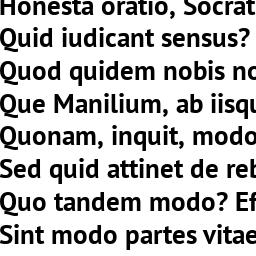 Honesta oratio, Socrat
Quid iudicant sensus?
Quod quidem nobis no
Que Manilium, ab iisqu
Quonam, inquit, modo
Sed quid attinet de reb
Quo tandem modo? Ef
Sint modo partes vitae